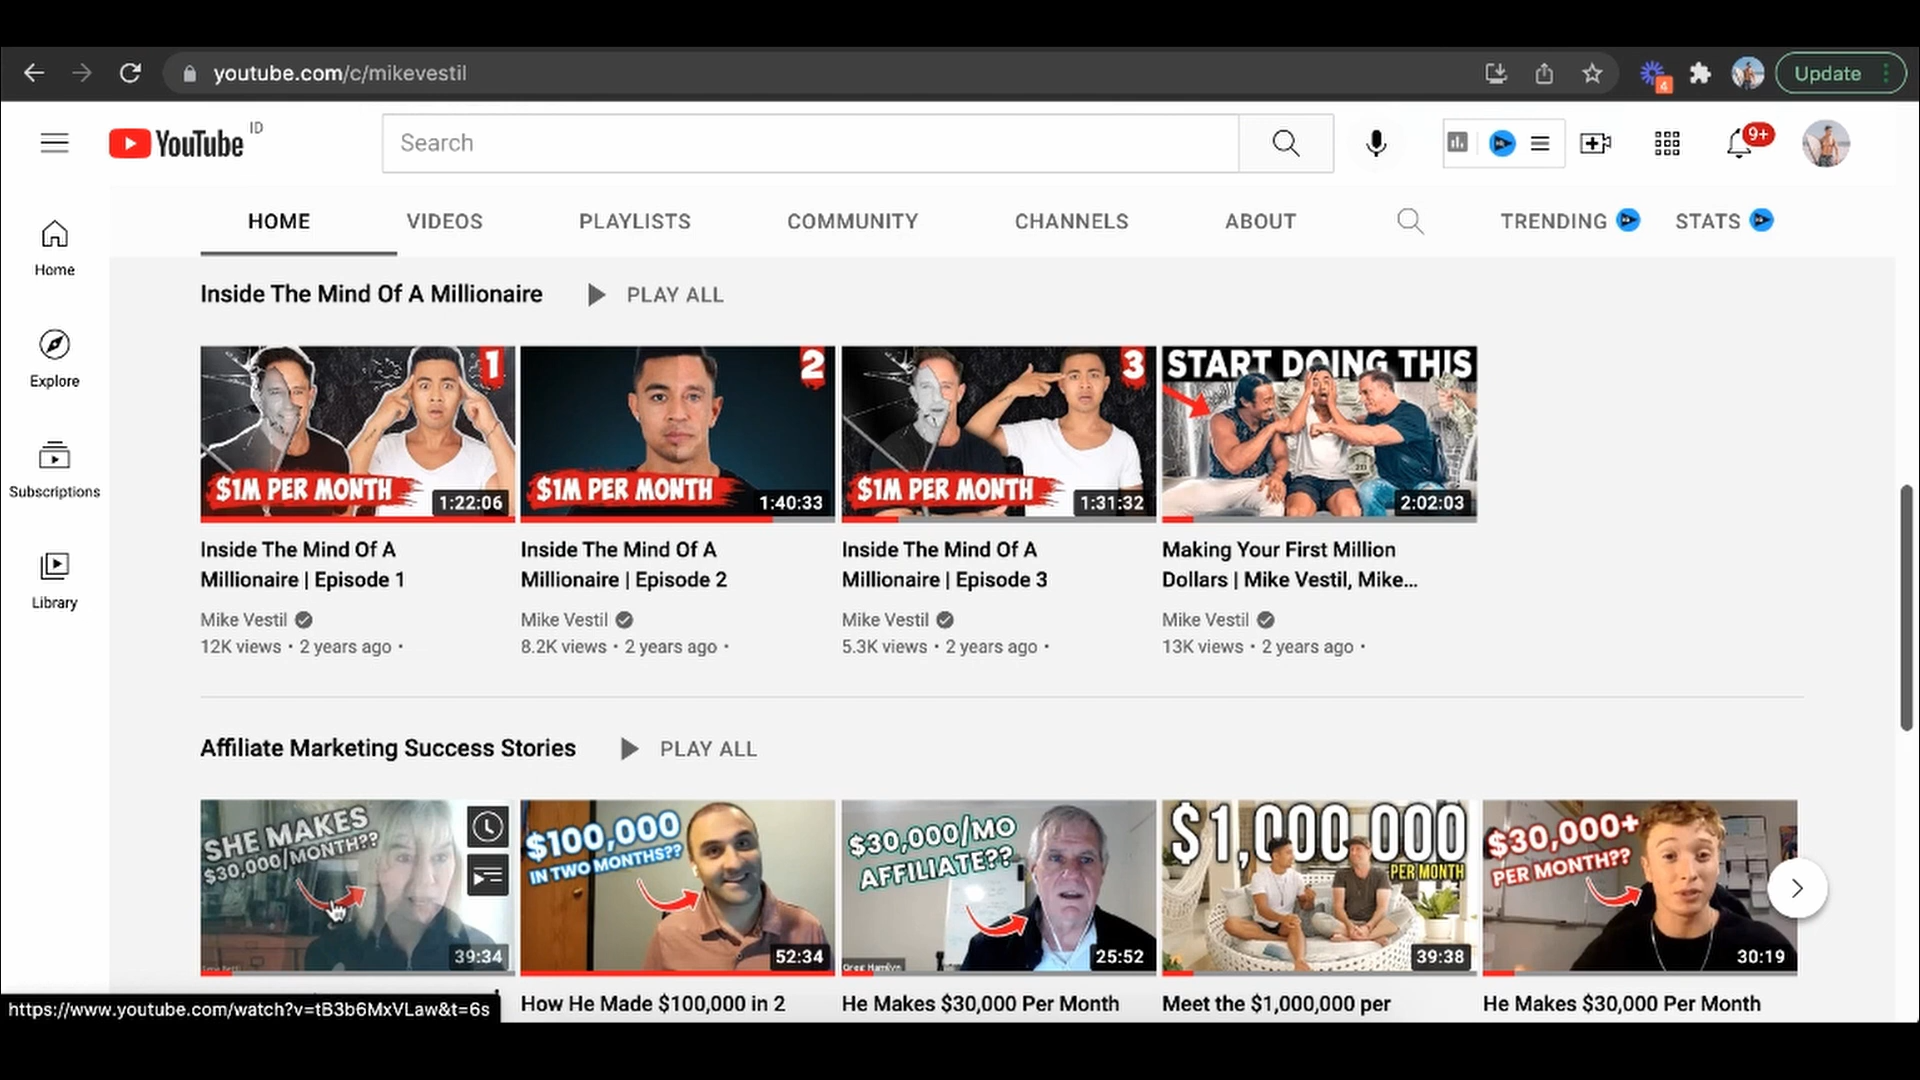 youtube.com/c/mikevestil
4
Update
YouTube ID
Search
9+
HOME
VIDEOS
PLAYLISTS
COMMUNITY
CHANNELS
ABOUT
TRENDING
STATS
Home
Explore
Subscriptions
Library
Inside The Mind Of A Millionaire
PLAY ALL
1
$1M PER MONTH
1:22:06
2
$1M PER MONTH
1:40:33
3
$1M PER MONTH
1:31:32
START DOING THIS
2:02:03
Inside The Mind Of A
Millionaire | Episode 1
Mike Vestil
12K views • 2 years ago •
Inside The Mind Of A
Millionaire | Episode 2
Mike Vestil
8.2K views • 2 years ago •
Inside The Mind Of A
Millionaire | Episode 3
Mike Vestil
5.3K views • 2 years ago •
Making Your First Million
Dollars | Mike Vestil, Mike...
Mike Vestil
13K views • 2 years ago •
Affiliate Marketing Success Stories
PLAY ALL
SHE MAKES
$30,000/MONTH??
39:34
$100,000
IN TWO MONTHS??
52:34
$30,000/MO
AFFILIATE??
25:52
$1,000,000
PER MONTH
39:38
$30,000+
PER MONTH??
30:19
How He Made $100,000 in 2
He Makes $30,000 Per Month
Meet the $1,000,000 per
He Makes $30,000 Per Month
https://www.youtube.com/watch?v=tB3b6MxVLaw&t=6s